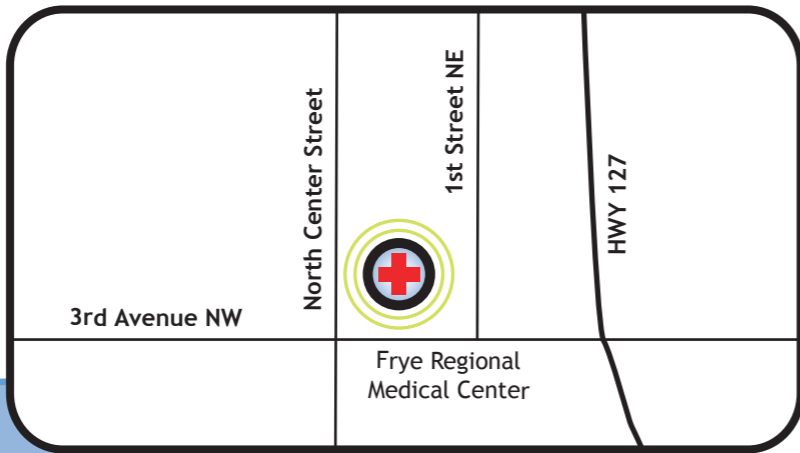 North Center Street
1st Street NE
HWY 127
3rd Avenue NW
Frye Regional
Medical Center